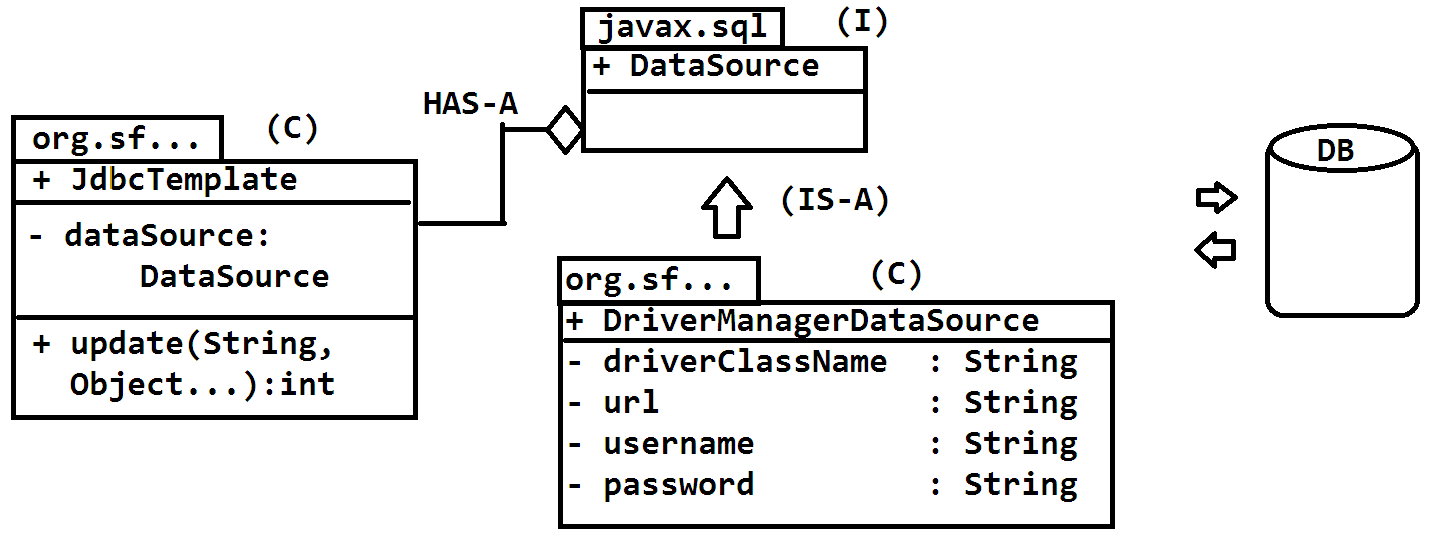 javax.sql (I)
+ DataSource
HAS-A
org.sf... (C)
+ JdbcTemplate
- dataSource:
DataSource
+ update(String,
Object...):int
(IS-A)
org.sf... (C)
+ DriverManagerDataSource
- driverClassName : String
- url : String
- username : String
- password : String
DB